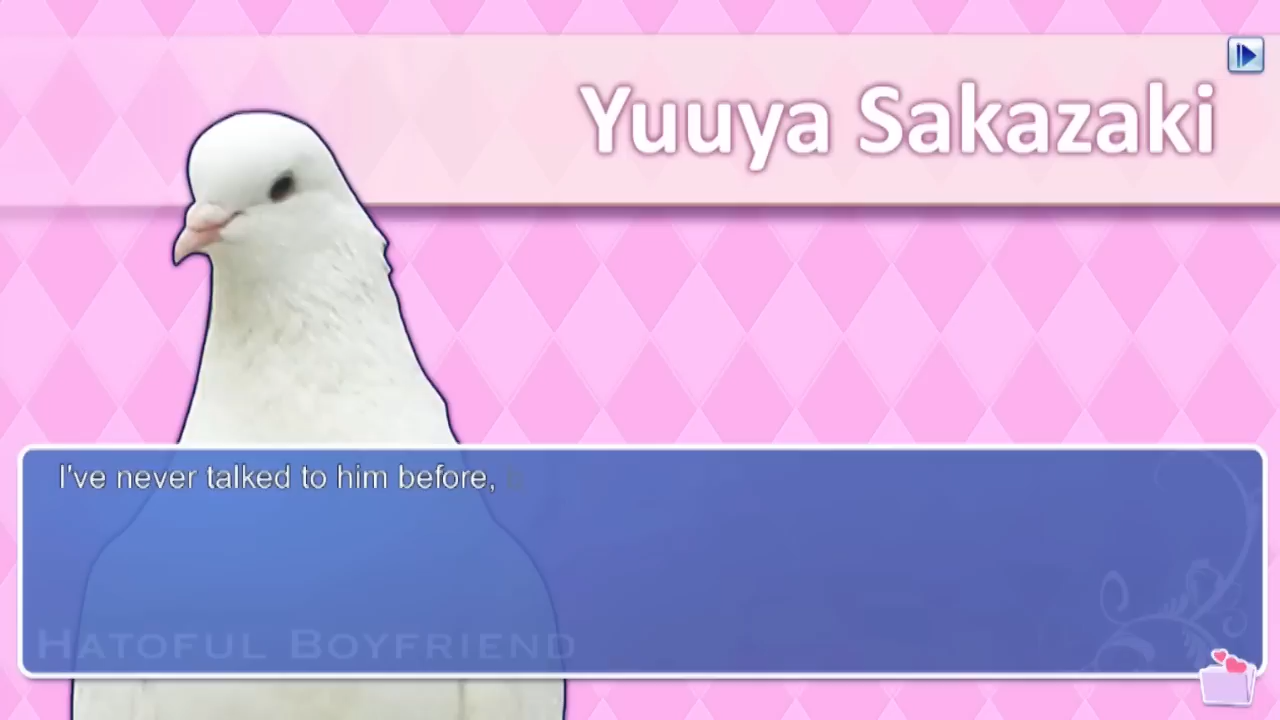 Yuuya Sakazaki
I've never talked to him before,
HATOFUL BOYFRIEND